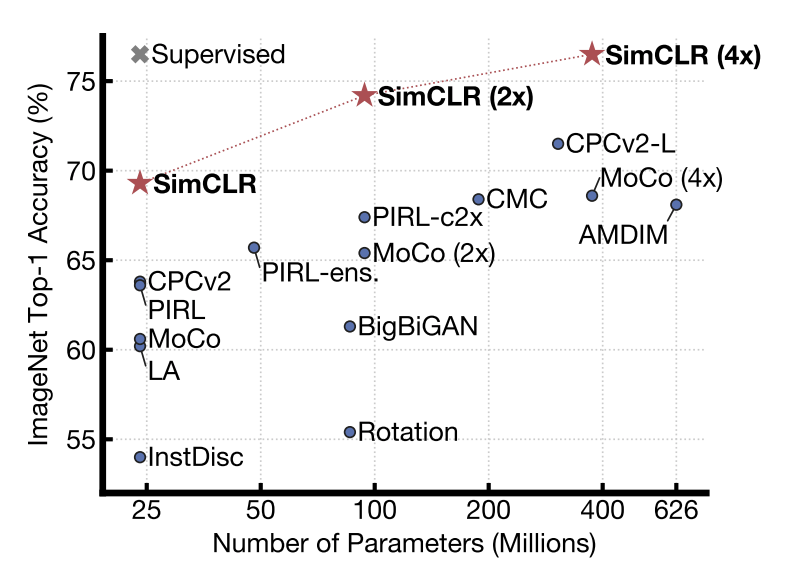 Supervised
SimCLR (4x)
75
SimCLR (2x)
CPCv2-L
70
MoCo (4x)
SimCLR
CMC
PIRL-c2x
AMDIM
MoCo (2x)
65
PIRL-ens.
CPCv2
PIRL
BigBiGAN
MoCo
60
LA
Rotation
55
InstDisc
25 50 100 200 400 626
Number of Parameters (Millions)
ImageNet Top-1 Accuracy (%)